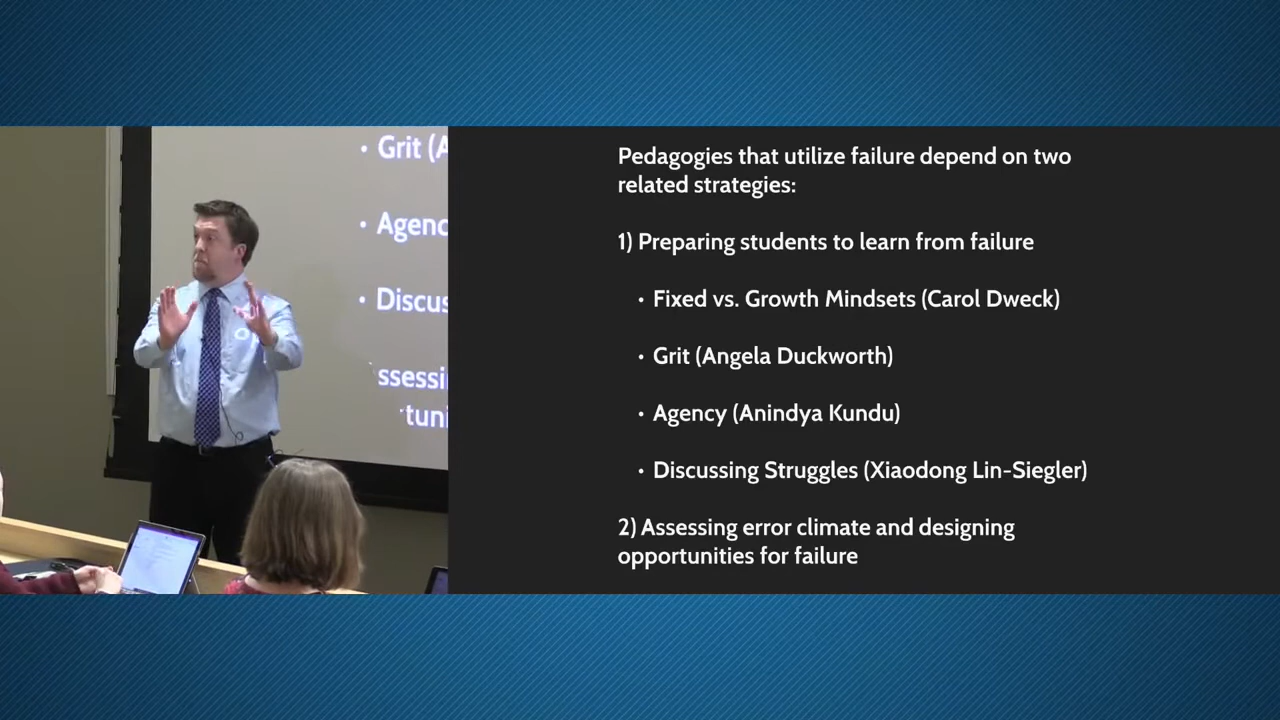 • Grit (A
• Agenc
• Discus
ssessi
tuni
Pedagogies that utilize failure depend on two
related strategies:
1) Preparing students to learn from failure
• Fixed vs. Growth Mindsets (Carol Dweck)
• Grit (Angela Duckworth)
• Agency (Anindya Kundu)
• Discussing Struggles (Xiaodong Lin-Siegler)
2) Assessing error climate and designing
opportunities for failure